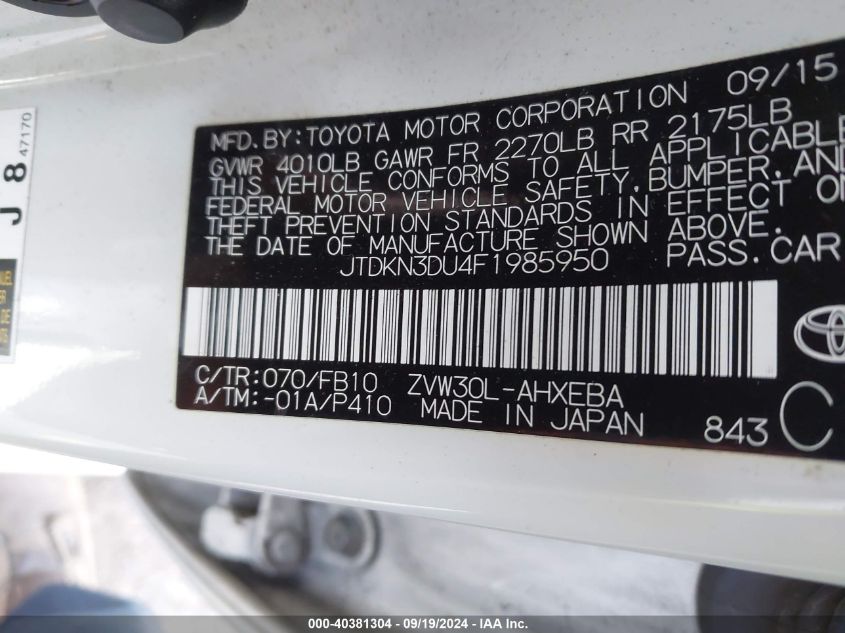 MFD.BY:TOYOTA MOTOR CORPORATION 09/15
GVWR 4010LB GAWR FR 2270LB RR 2175LB
THIS VEHICLE CONFORMS TO ALL APPLICABLE
FEDERAL MOTOR VEHICLE SAFETY,BUMPER,AND
THEFT PREVENTION STANDARDS IN EFFECT ON
THE DATE OF MANUFACTURE SHOWN ABOVE.
JTDKN3DU4F1985950 PASS.CAR
C/TR:070/FB10 ZVW30L-AHXEBA
A/TM:-01A/P410 MADE IN JAPAN
843 C
J 8 47170
DE
000-40381304 - 09/19/2024 - IAA Inc.